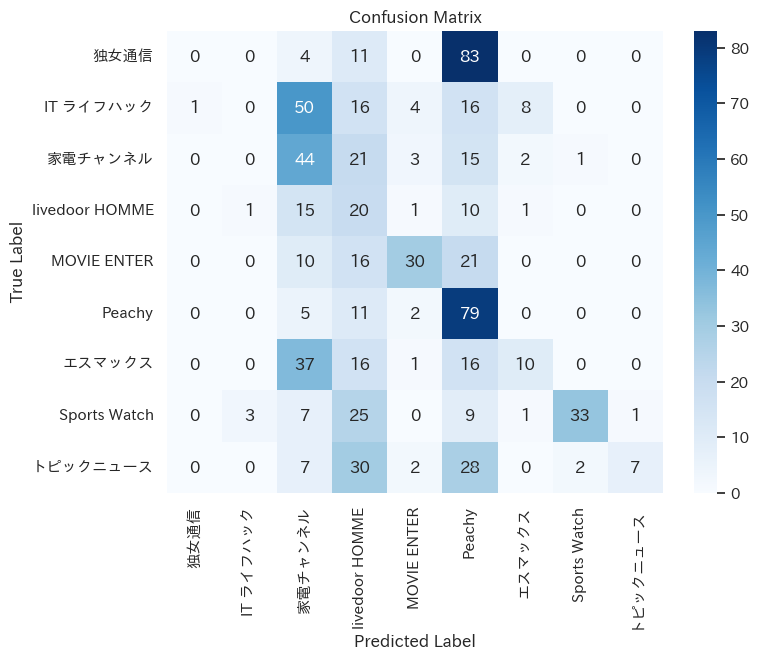 Confusion Matrix
True Label
独女通信 0 0 4 11 0 83 0 0 0
IT ライフハック 1 0 50 16 4 16 8 0 0
家電チャンネル 0 0 44 21 3 15 2 1 0
livedoor HOMME 0 1 15 20 1 10 1 0 0
MOVIE ENTER 0 0 10 16 30 21 0 0 0
Peachy 0 0 5 11 2 79 0 0 0
エスマックス 0 0 37 16 1 16 10 0 0
Sports Watch 0 3 7 25 0 9 1 33 1
トピックニュース 0 0 7 30 2 28 0 2 7
独女通信
IT ライフハック
家電チャンネル
livedoor HOMME
MOVIE ENTER
Peachy
エスマックス
Sports Watch
トピックニュース
Predicted Label
80
70
60
50
40
30
20
10
0